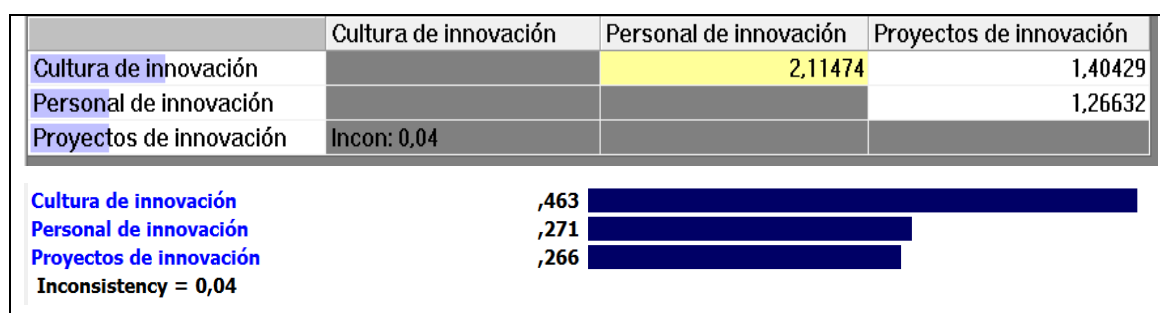 Cultura de innovación Personal de innovación Proyectos de innovación
Cultura de innovación 2,11474 1,40429
Personal de innovación 1,26632
Proyectos de innovación Incon: 0,04
Cultura de innovación ,463
Personal de innovación ,271
Proyectos de innovación ,266
Inconsistency = 0,04